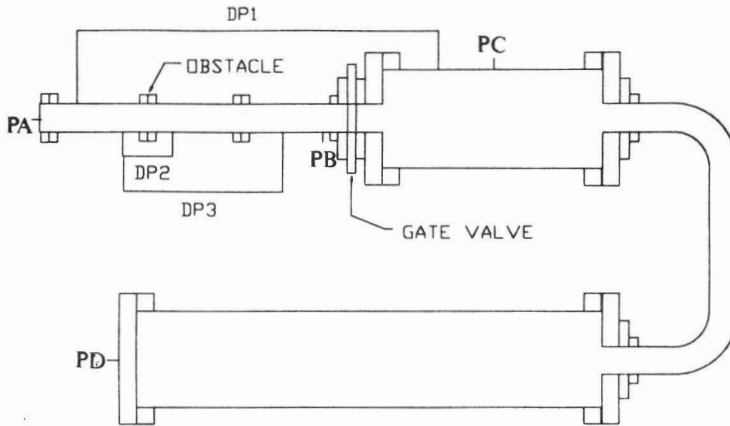 DP1
PC
OBSTACLE
PA
PB
DP2
DP3
GATE VALVE
PD